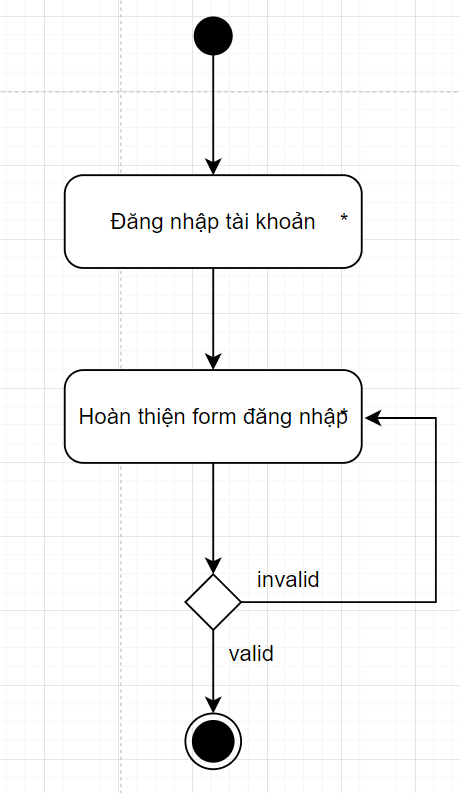 Đăng nhập tài khoản *
Hoàn thiện form đăng nhập *
invalid
valid